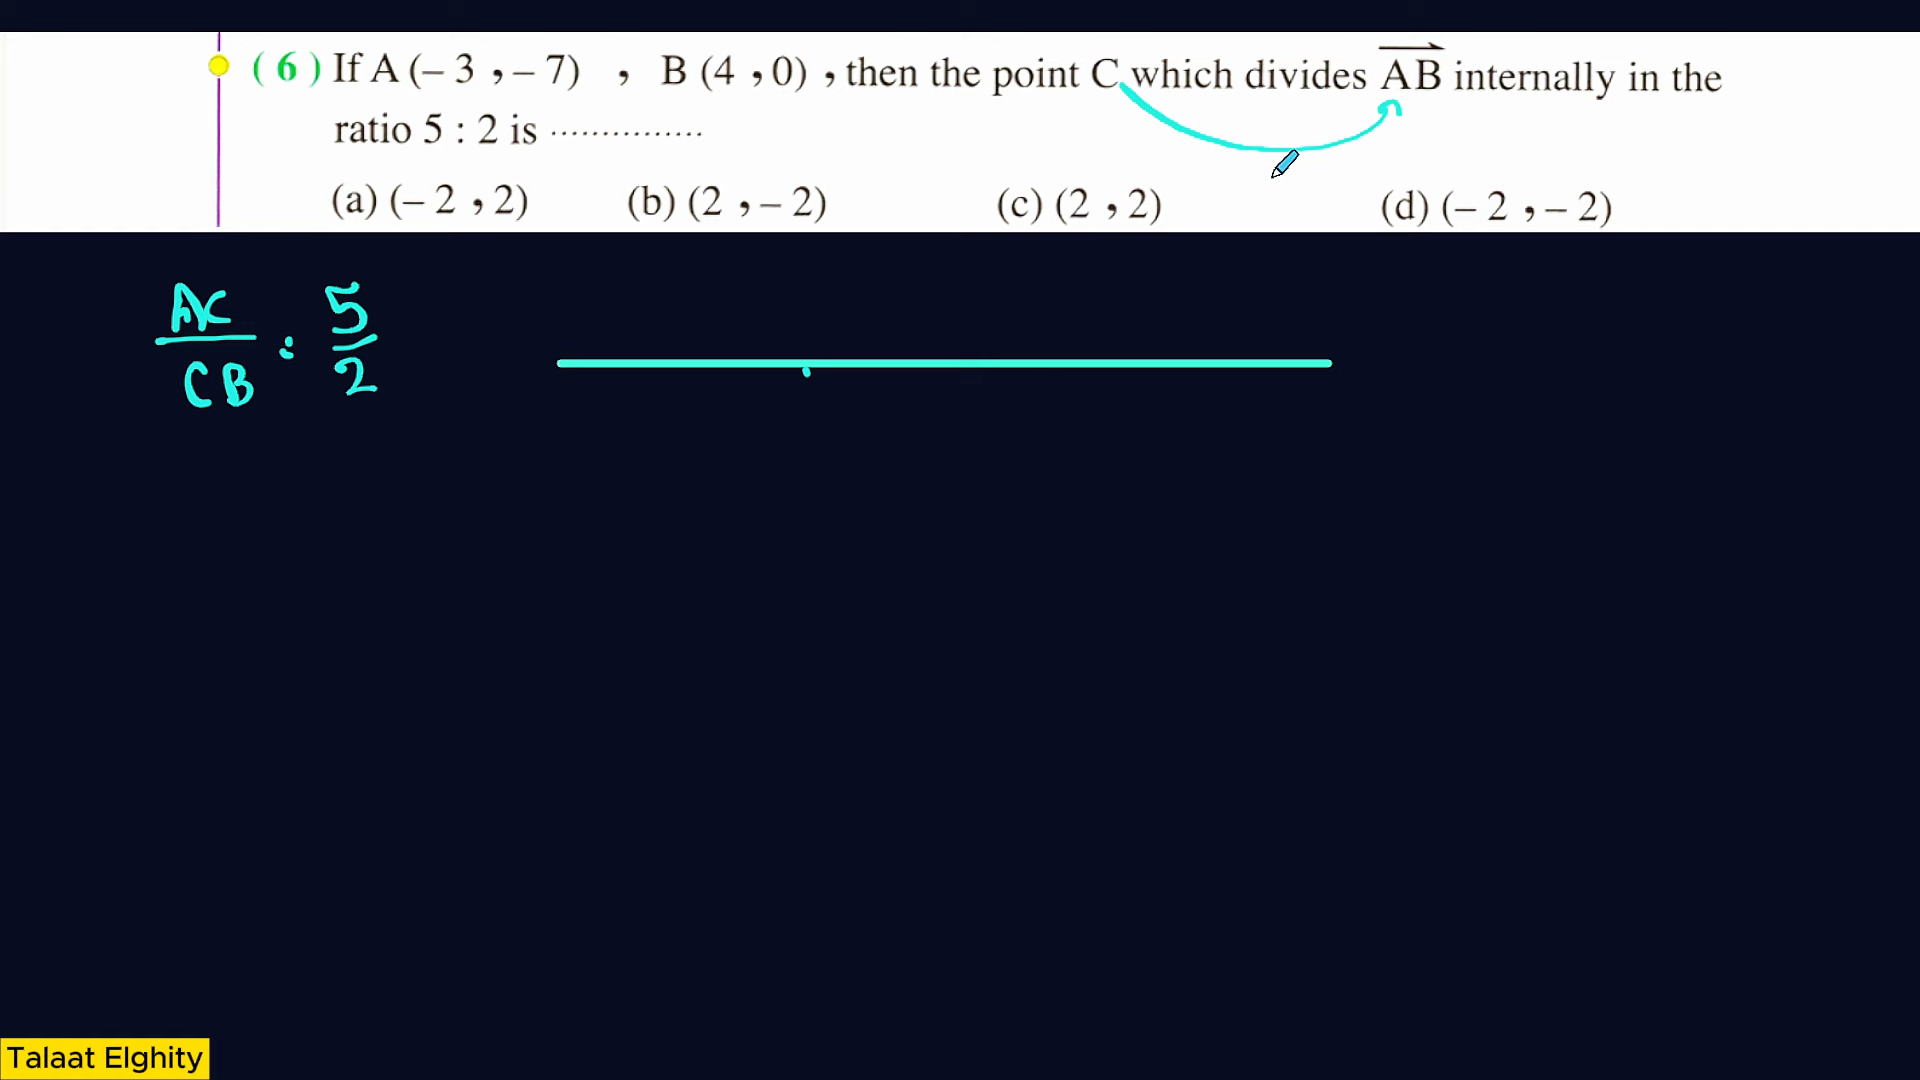 ( 6 ) If A (– 3 , – 7) , B (4 , 0) , then the point C which divides AB internally in the
ratio 5 : 2 is ...............
(a) (– 2 , 2) (b) (2 , – 2) (c) (2 , 2) (d) (– 2 , – 2)
AC : 5
CB 2
Talaat Elghity